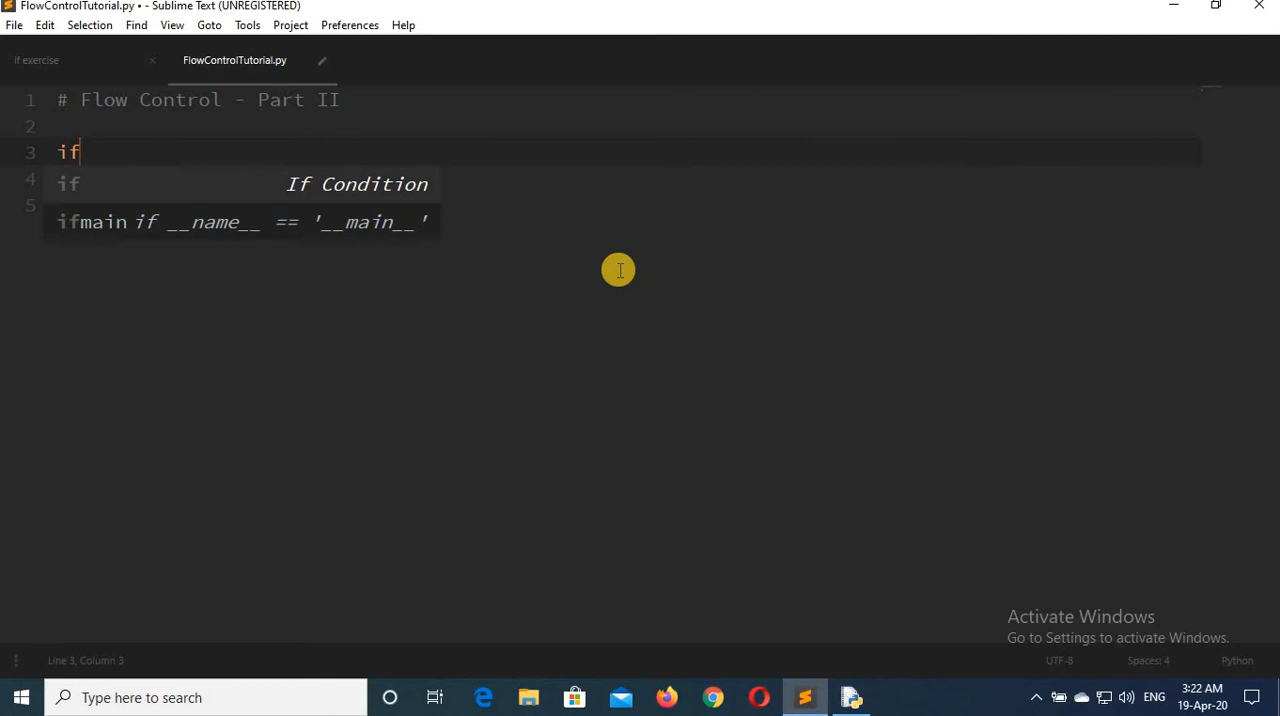 FlowControlTutorial.py • - Sublime Text (UNREGISTERED)
File Edit Selection Find View Goto Tools Project Preferences Help
If exercise FlowControlTutorial.py
1 # Flow Control - Part II
2
3 if
4 if If Condition
ifmain if __name__ == '__main__'
5
Activate Windows
Go to Settings to activate Windows.
Line 3, Column 3 UTF-8 Spaces: 4 Python
Type here to search ENG 3:22 AM
19-Apr-20